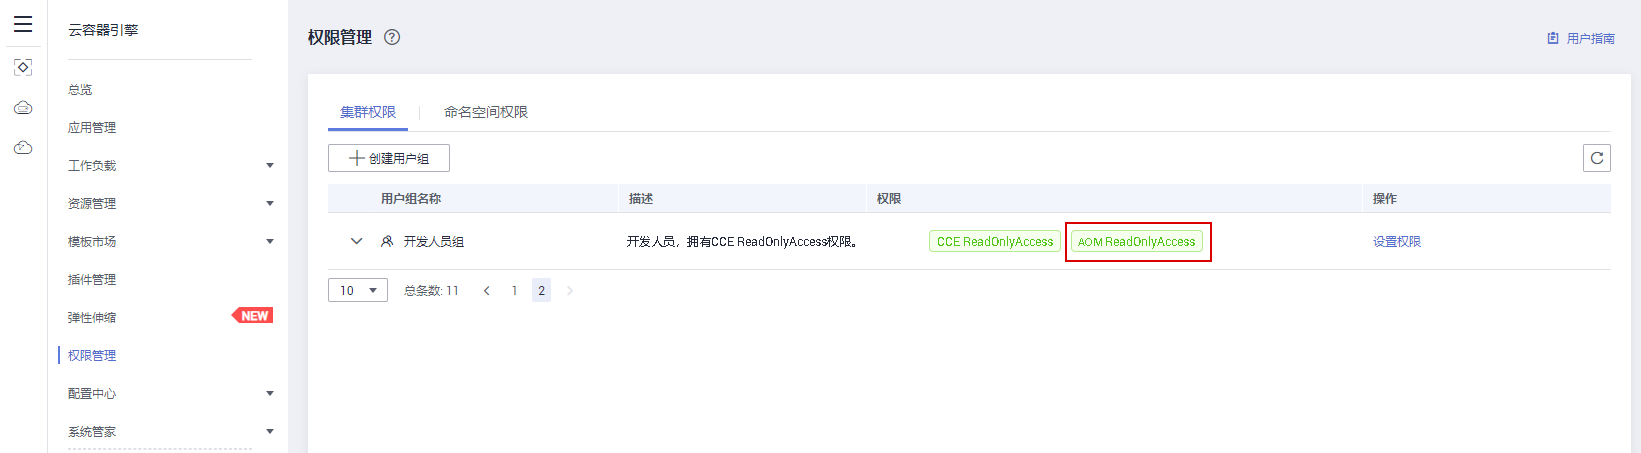 云容器引擎
总览
应用管理
工作负载
资源管理
模板市场
插件管理
弹性伸缩 NEW
权限管理
配置中心
系统管家
权限管理
用户指南
集群权限 命名空间权限
创建用户组
用户组名称 描述 权限 操作
开发人员组 开发人员，拥有CCE ReadOnlyAccess权限。 CCE ReadOnlyAccess AOM ReadOnlyAccess 设置权限
10 总条数: 11 1 2